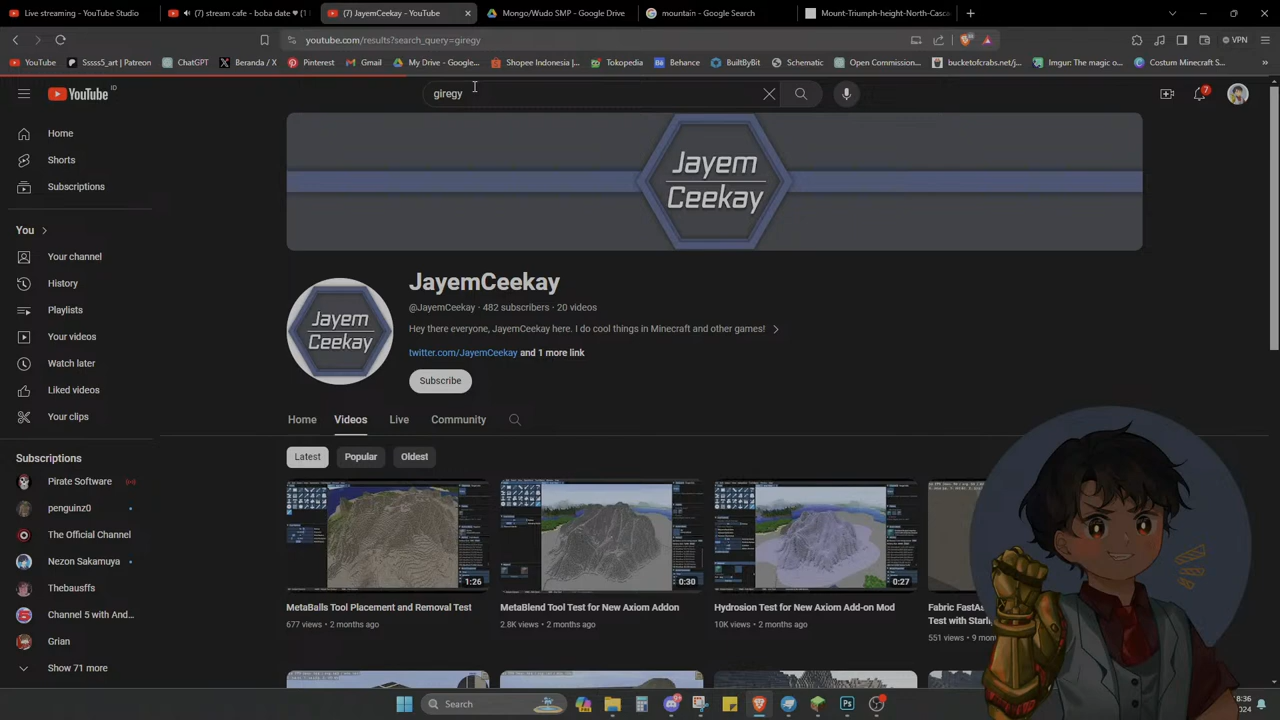 Live streaming - YouTube Studio
(7) stream cafe - boba date ♥
(7) JayemCeekay - YouTube
Mongo/Wudo SMP - Google Drive
mountain - Google Search
Mount-Triumph-height-North-Casca
youtube.com/results?search_query=giregy
VPN
YouTube
Sssss5_art | Patreon
ChatGPT
Beranda / X
Pinterest
Gmail
My Drive - Google...
Shopee Indonesia |...
Tokopedia
Behance
BuiltByBit
Schematic
Open Commission...
bucketofcrabs.net/j...
Imgur: The magic o...
Custom Minecraft S...
YouTube ID
giregy
7
Home
Shorts
Subscriptions
You
Your channel
History
Playlists
Your videos
Watch later
Liked videos
Your clips
Subscriptions
Pirate Software
penguinz0
The Official Channel
Nezon Sakamuya
Thebausffs
Channel 5 with And...
Grian
Show 71 more
Jayem
Ceekay
Jayem
Ceekay
JayemCeekay
@JayemCeekay · 482 subscribers · 20 videos
Hey there everyone, JayemCeekay here. I do cool things in Minecraft and other games!
twitter.com/JayemCeekay and 1 more link
Subscribe
Home
Videos
Live
Community
Latest
Popular
Oldest
1:26
0:30
0:27
MetaBalls Tool Placement and Removal Test
677 views · 2 months ago
MetaBlend Tool Test for New Axiom Addon
2.8K views · 2 months ago
Hydrosion Test for New Axiom Add-on Mod
10K views · 2 months ago
Fabric FastAs
Test with Starli
551 views · 9 mon
Search
8:36
2024